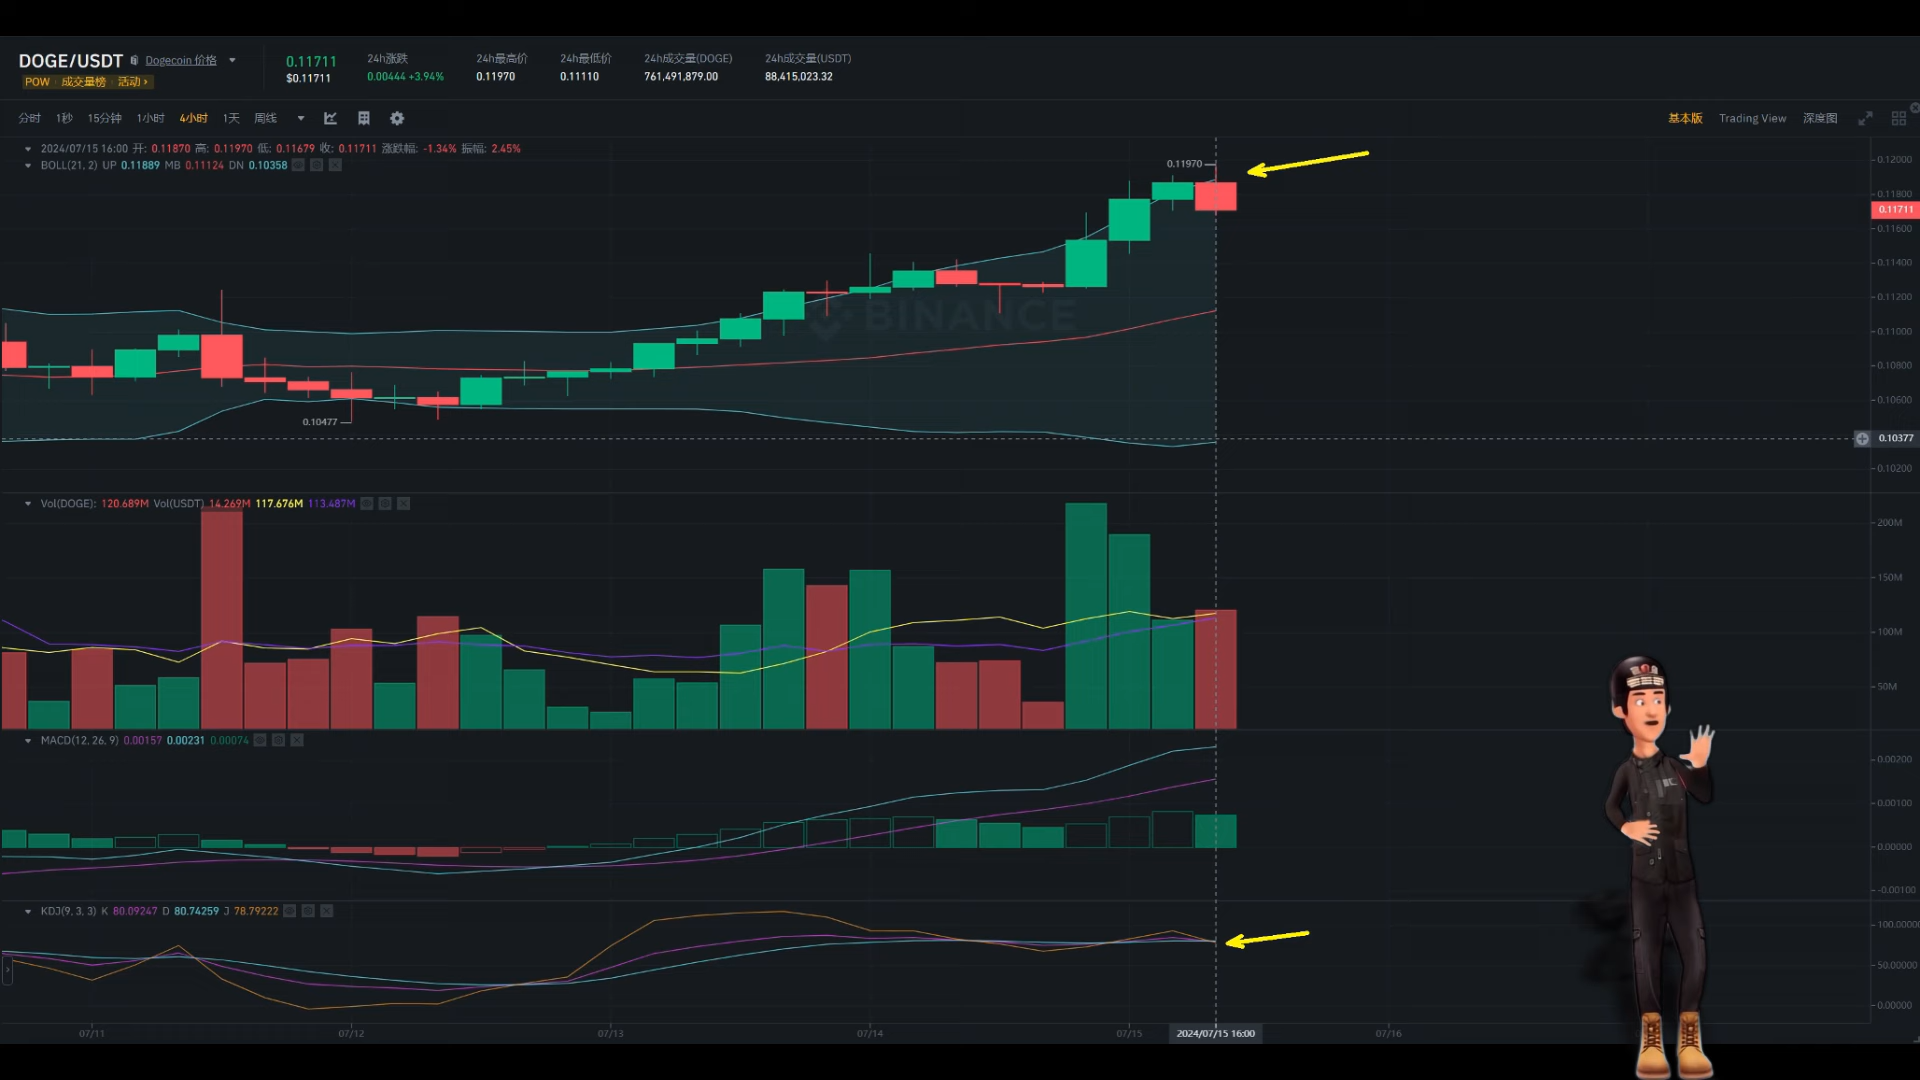 DOGE/USDT Dogecoin 价格
POW 成交量榜 活动 ›
0.11711
$0.11711
24h涨跌
0.00444 +3.94%
24h最高价
0.11970
24h最低价
0.11110
24h成交量(DOGE)
761,491,879.00
24h成交量(USDT)
88,415,023.32
分时 1秒 15分钟 1小时 4小时 1天 周线
基本版 Trading View 深度图
2024/07/15 16:00 开: 0.11870 高: 0.11970 低: 0.11679 收: 0.11711 涨跌幅: -1.34% 振幅: 2.45%
BOLL(21, 2) UP 0.11889 MB 0.11124 DN 0.10358
0.11970
0.10477
BINANCE
0.12000
0.11800
0.11711
0.11600
0.11400
0.11200
0.11000
0.10800
0.10600
0.10377
0.10200
Vol(DOGE): 120.689M Vol(USDT) 14.269M 117.676M 113.487M
200M
150M
100M
50M
MACD(12, 26, 9) 0.00157 0.00231 0.00074
0.00200
0.00100
0.00000
-0.00100
KDJ(9, 3, 3) K 80.09247 D 80.74259 J 78.79222
100.00000
50.00000
0.00000
07/11 07/12 07/13 07/14 07/15 2024/07/15 16:00 07/16